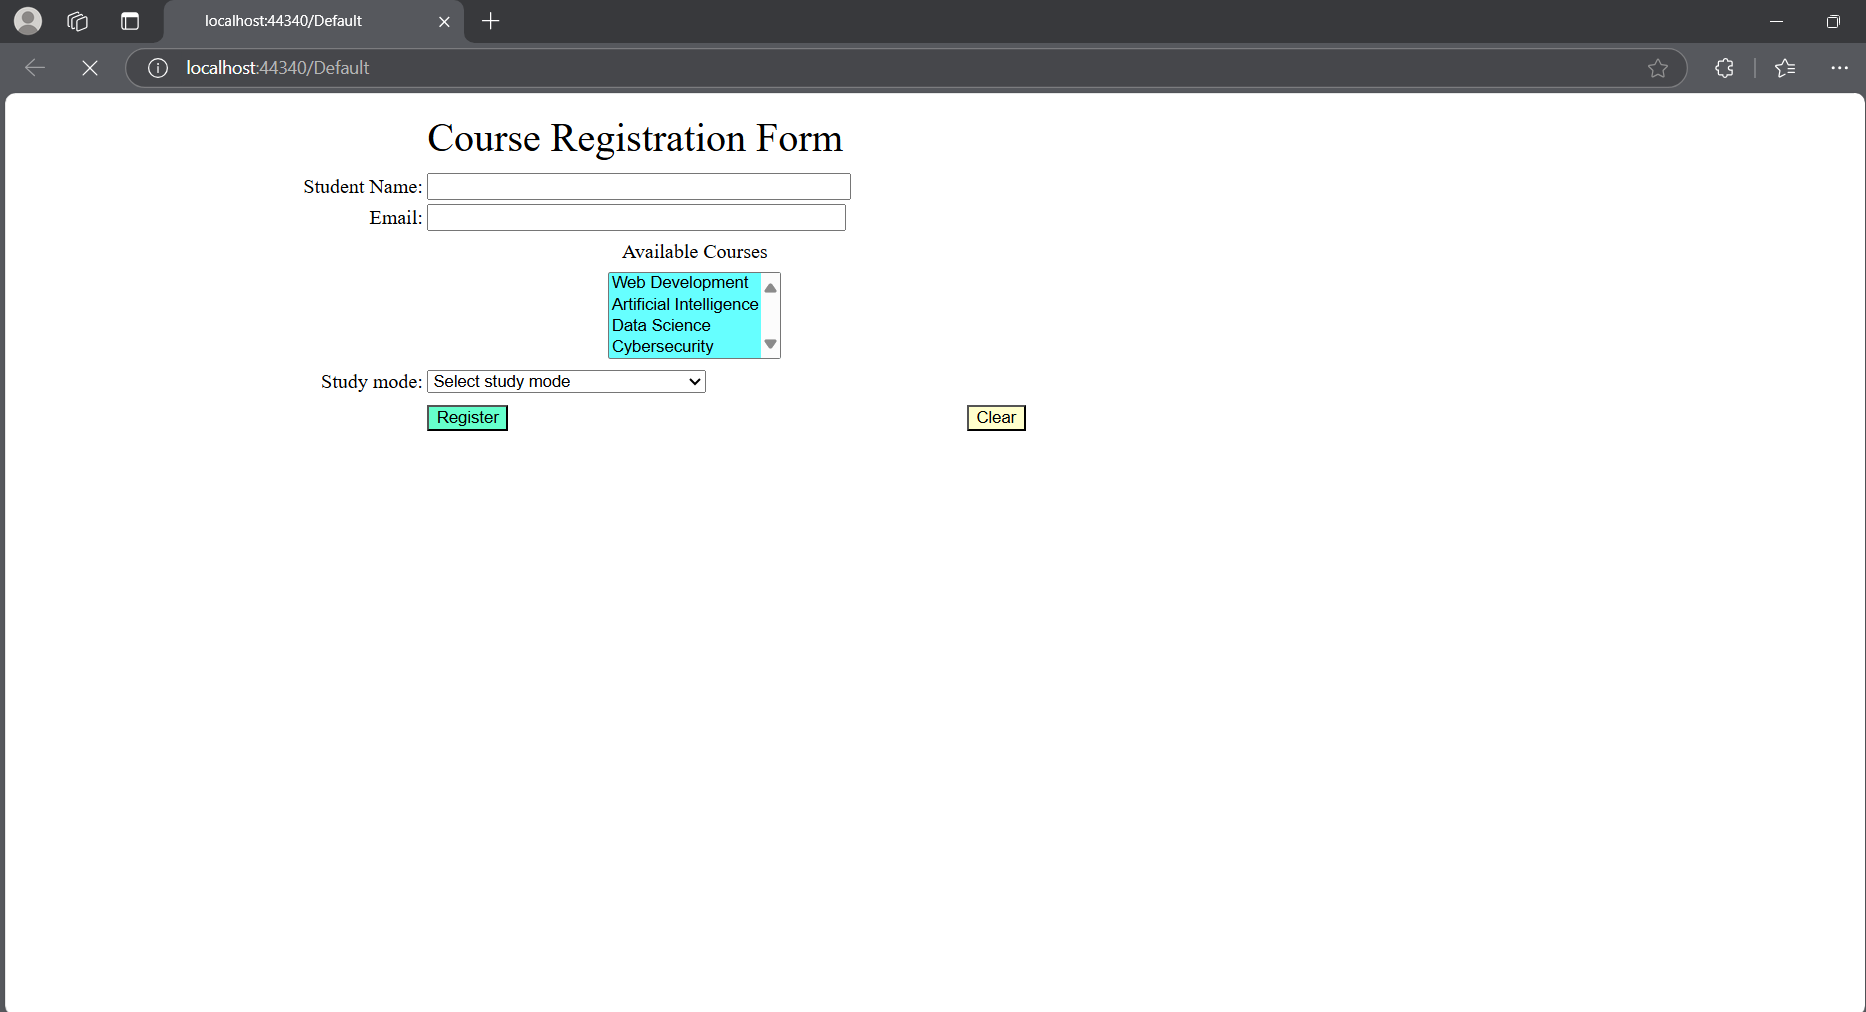 localhost:44340/Default
localhost:44340/Default
Course Registration Form
Student Name:
Email:
Available Courses
Web Development
Artificial Intelligence
Data Science
Cybersecurity
Study mode: Select study mode
Register Clear